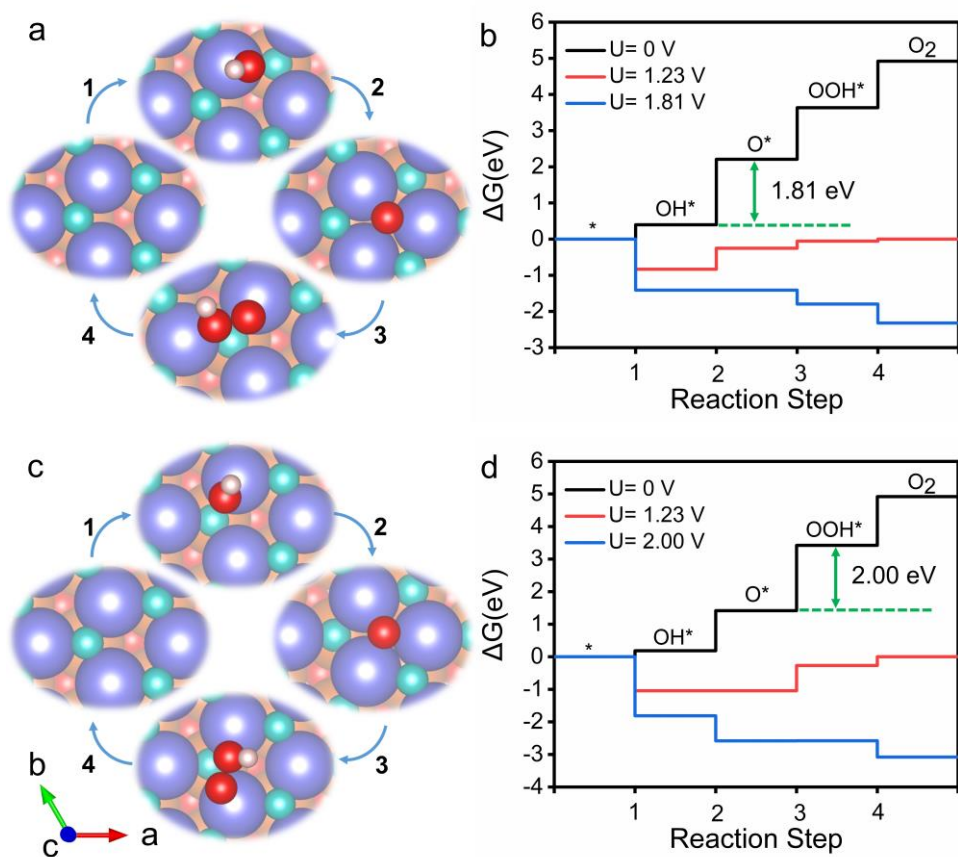 a
1
2
3
4
b
U= 0 V
U= 1.23 V
U= 1.81 V
O2
OOH*
O*
1.81 eV
OH*
*
6
5
4
3
2
1
0
-1
-2
-3
ΔG(eV)
1 2 3 4
Reaction Step
c
1
2
3
4
b
c
a
d
U= 0 V
U= 1.23 V
U= 2.00 V
O2
OOH*
2.00 eV
O*
OH*
*
6
5
4
3
2
1
0
-1
-2
-3
-4
ΔG(eV)
1 2 3 4
Reaction Step